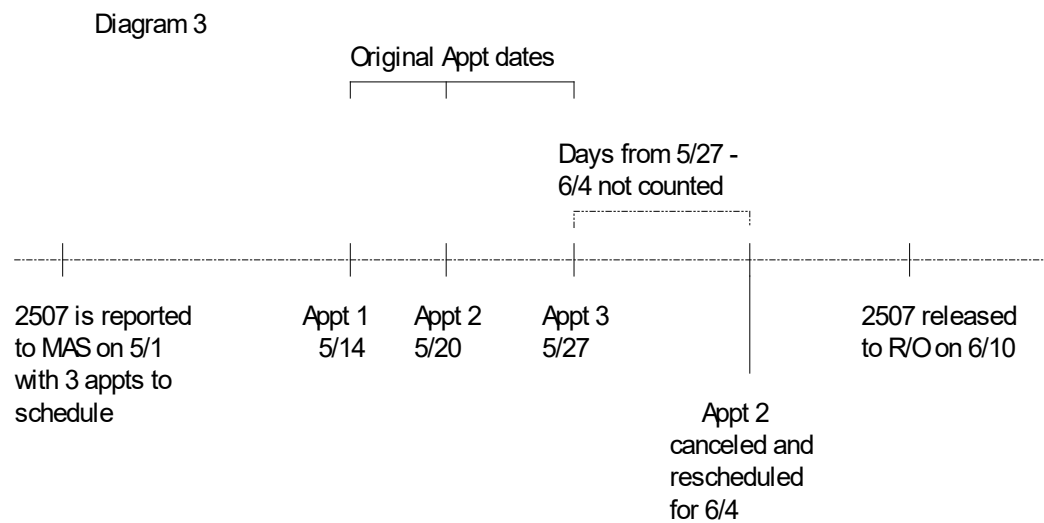 Diagram 3
Original Appt dates
Days from 5/27 -
6/4 not counted
2507 is reported
to MAS on 5/1
with 3 appts to
schedule
Appt 1
5/14
Appt 2
5/20
Appt 3
5/27
Appt 2
canceled and
rescheduled
for 6/4
2507 released
to R/O on 6/10